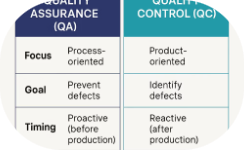 QUALITY
ASSURANCE
(QA)
QUALITY
CONTROL (QC)
Focus
Process-
oriented
Product-
oriented
Goal
Prevent
defects
Identify
defects
Timing
Proactive
(before
production)
Reactive
(after
production)